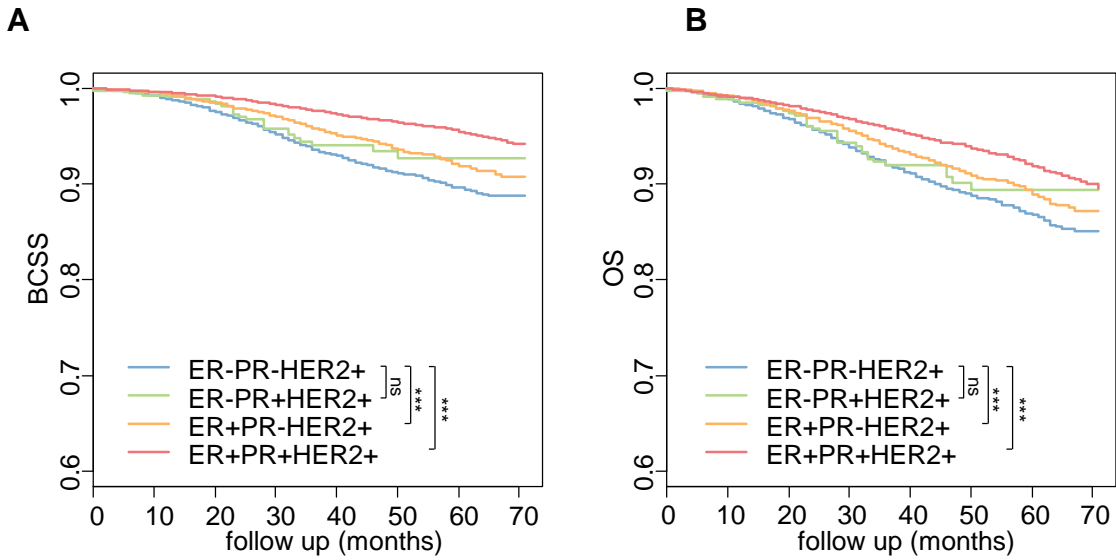 A
BCSS
1.0
0.9
0.8
0.7
0.6
ER-PR-HER2+
ER-PR+HER2+
ER+PR-HER2+
ER+PR+HER2+
ns
***
***
0 10 20 30 40 50 60 70
follow up (months)
B
OS
1.0
0.9
0.8
0.7
0.6
ER-PR-HER2+
ER-PR+HER2+
ER+PR-HER2+
ER+PR+HER2+
ns
***
***
0 10 20 30 40 50 60 70
follow up (months)